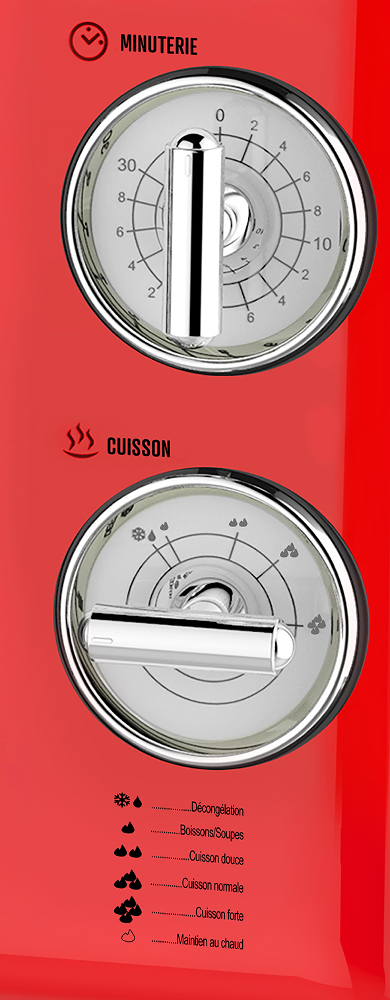 MINUTERIE
0
2
4
6
8
10
2
4
6
2
4
6
8
30
CUISSON
..................Décongélation
.............Boissons/Soupes
.................Cuisson douce
..............Cuisson normale
....................Cuisson forte
...........Maintien au chaud